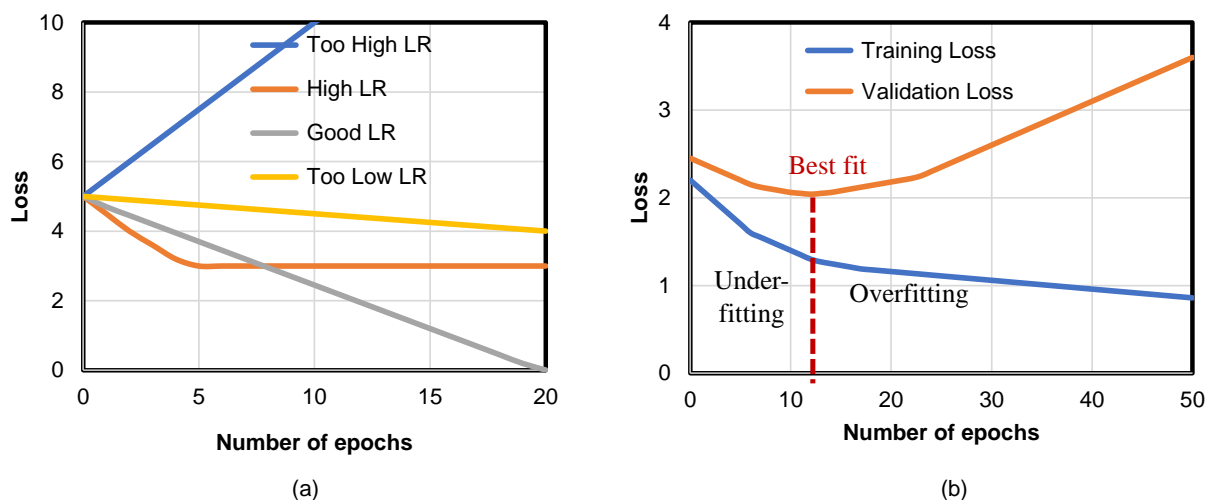 10
8
6
4
2
0
Loss
Too High LR
High LR
Good LR
Too Low LR
0
5
10
15
20
Number of epochs
(a)
4
3
2
1
0
Loss
Training Loss
Validation Loss
Best fit
Under-
fitting
Overfitting
0
10
20
30
40
50
Number of epochs
(b)